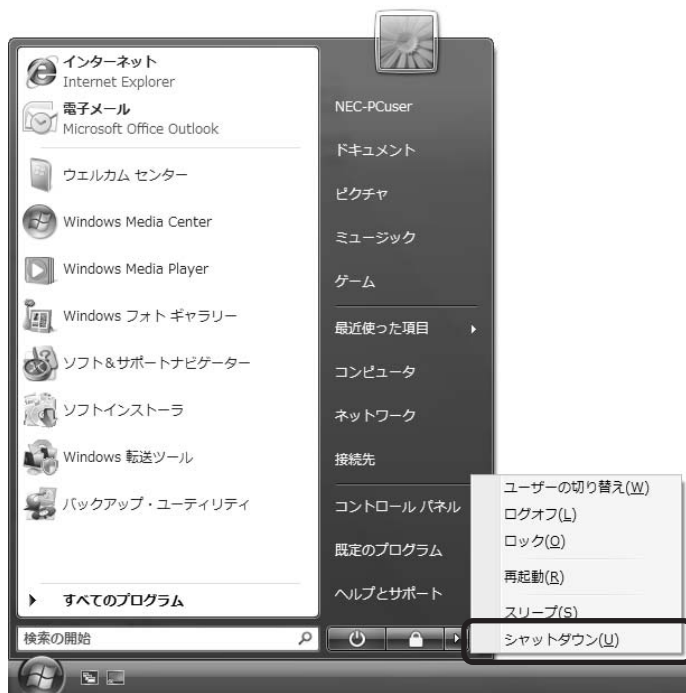 インターネット
Internet Explorer
電子メール
Microsoft Office Outlook
ウエルカム センター
Windows Media Center
Windows Media Player
Windows フォト ギャラリー
ソフト&サポートナビゲーター
ソフトインストーラ
Windows 転送ツール
バックアップ・ユーティリティ
すべてのプログラム
検索の開始
NEC-PCuser
ドキュメント
ピクチャ
ミュージック
ゲーム
最近使った項目
コンピュータ
ネットワーク
接続先
コントロール パネル
既定のプログラム
ヘルプとサポート
ユーザーの切り替え(W)
ログオフ(L)
ロック(O)
再起動(R)
スリープ(S)
シャットダウン(U)